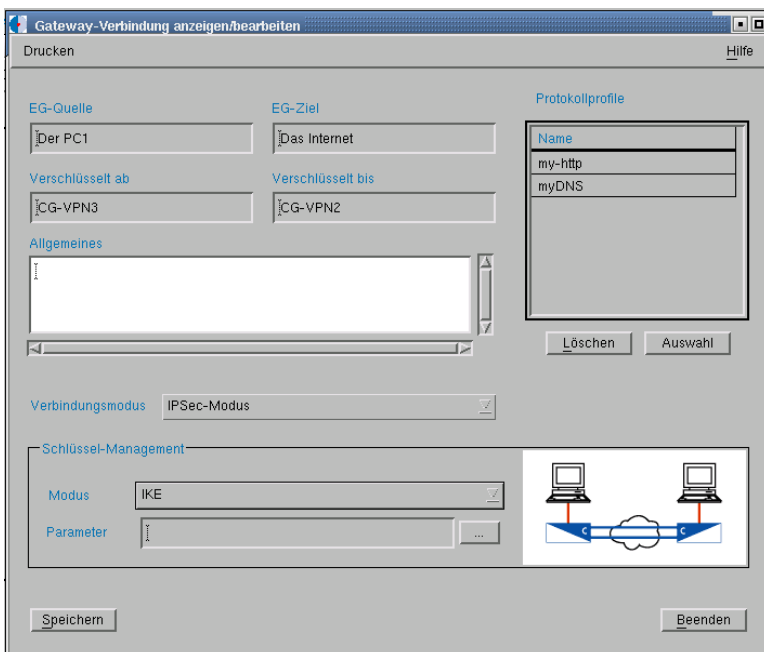 Gateway-Verbindung anzeigen/bearbeiten
Drucken
Hilfe
EG-Quelle
EG-Ziel
Protokollprofile
Der PC1
Das Internet
Name
my-http
myDNS
Verschlüsselt ab
Verschlüsselt bis
CG-VPN3
CG-VPN2
Allgemeines
Löschen
Auswahl
Verbindungsmodus
IPSec-Modus
Schlüssel-Management
Modus
IKE
Parameter
...
C
C
Speichern
Beenden